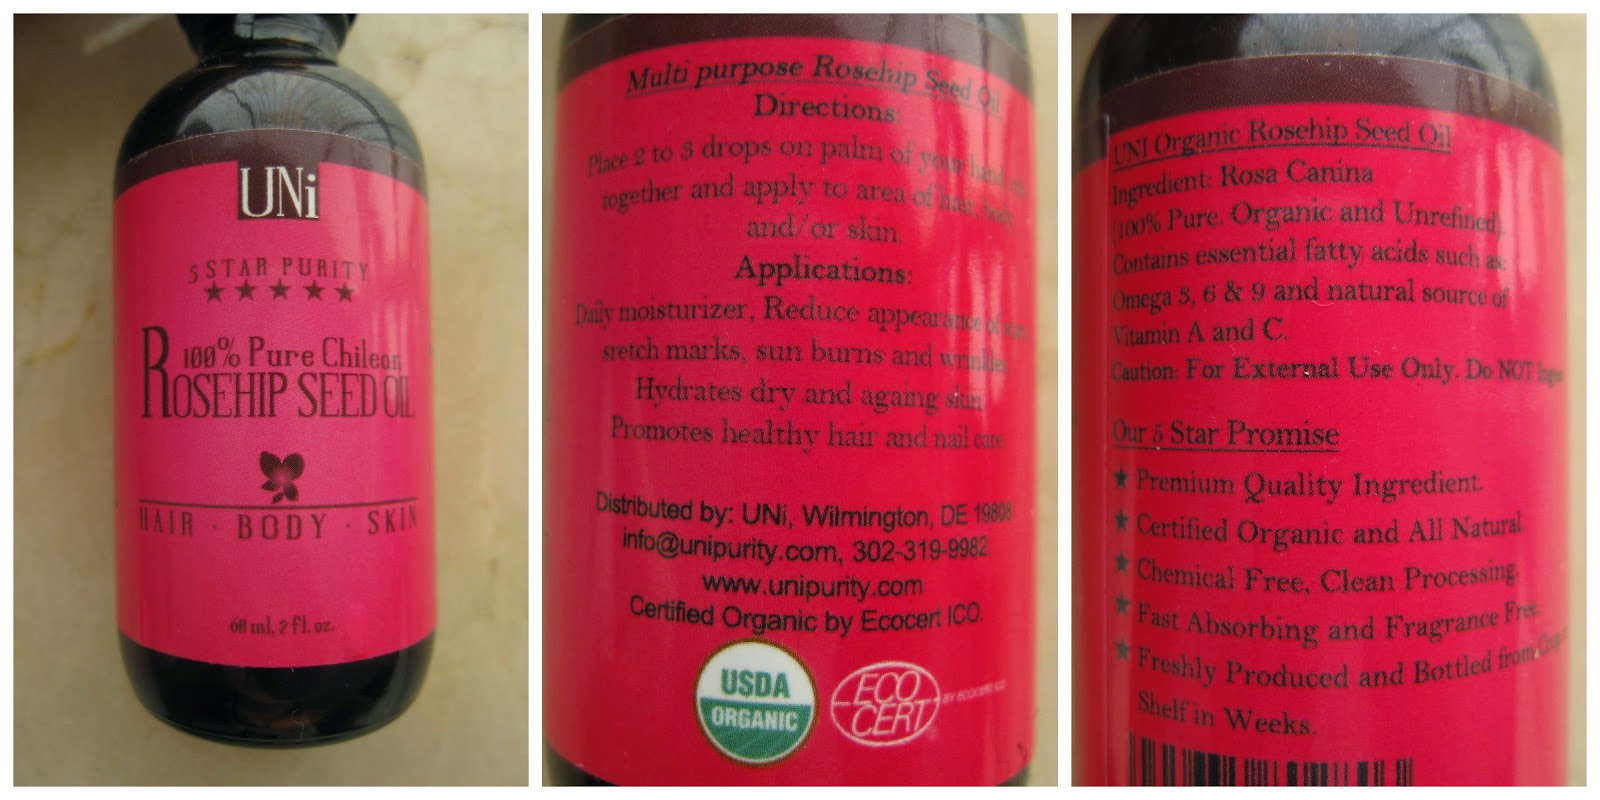 UNi
5 STAR PURITY
100% Pure Chilean
ROSEHIP SEED OIL
HAIR · BODY · SKIN
60 ml, 2 fl. oz.
Multi purpose Rosehip Seed Oil
Directions:
Place 2 to 3 drops on palm of your hand,
together and apply to area of hair, body
and/or skin.
Applications:
Daily moisturizer, Reduce appearance of
sretch marks, sun burns and wrinkles
Hydrates dry and ageing skin
Promotes healthy hair and nail care
Distributed by: UNi, Wilmington, DE 19808
info@unipurity.com, 302-319-9982
www.unipurity.com
Certified Organic by Ecocert ICO.
USDA
ORGANIC
ECO
CERT
BY ECOCERT ICO
UNI Organic Rosehip Seed Oil
Ingredient: Rosa Canina
(100% Pure. Organic and Unrefined).
Contains essential fatty acids such as:
Omega 3, 6 & 9 and natural source of
Vitamin A and C.
Caution: For External Use Only. Do NOT
Our 5 Star Promise
Premium Quality Ingredient.
Certified Organic and All Natural
Chemical Free, Clean Processing.
Fast Absorbing and Fragrance Free.
Freshly Produced and Bottled from
Shelf in Weeks.